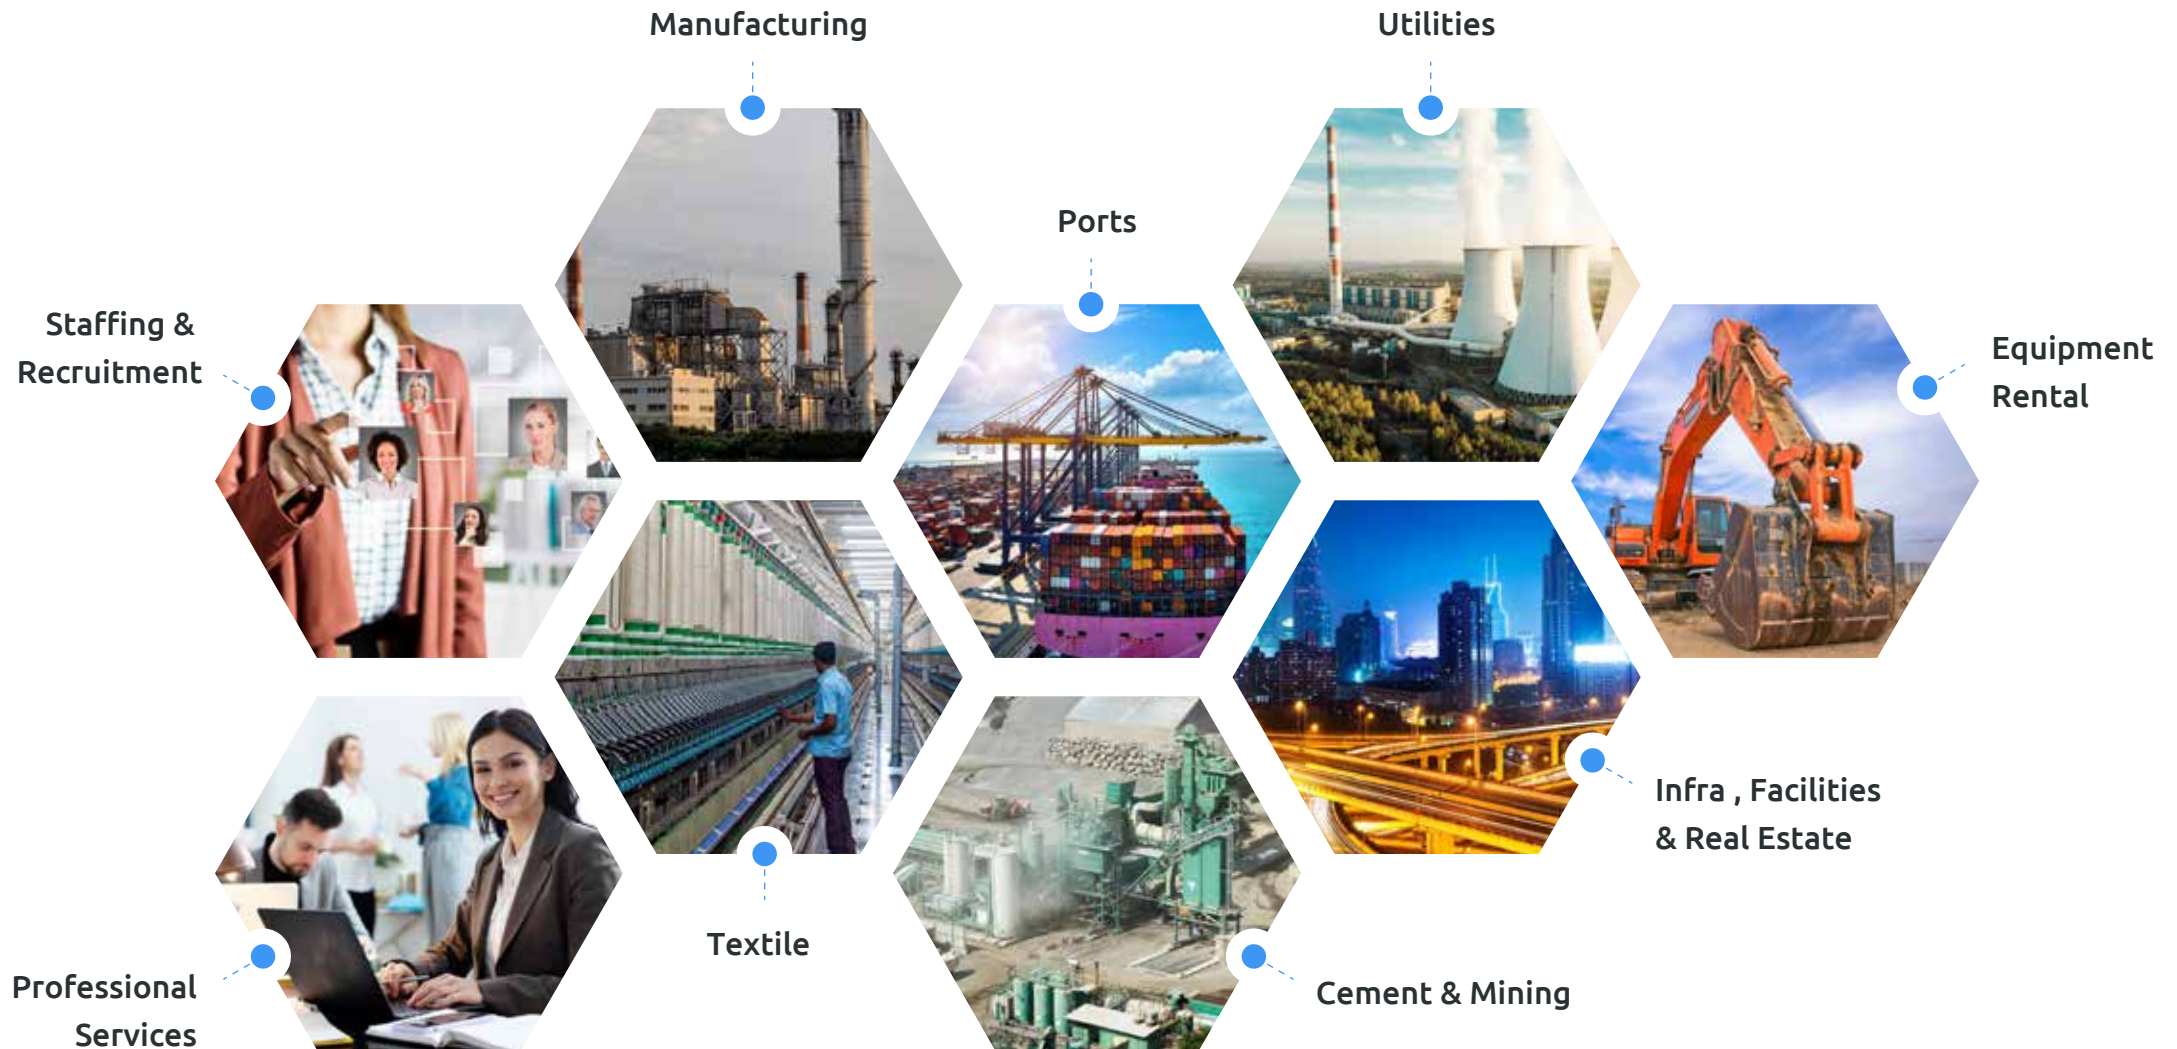 Manufacturing
Utilities
Ports
Staffing &
Recruitment
Equipment
Rental
Infra , Facilities
& Real Estate
Textile
Cement & Mining
Professional
Services